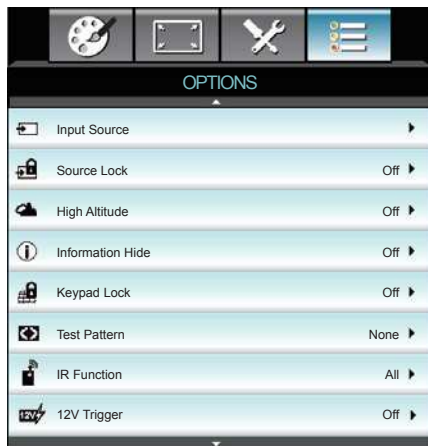 OPTIONS
Input Source
Source Lock Off
High Altitude Off
Information Hide Off
Keypad Lock Off
Test Pattern None
IR Function All
12V 12V Trigger Off